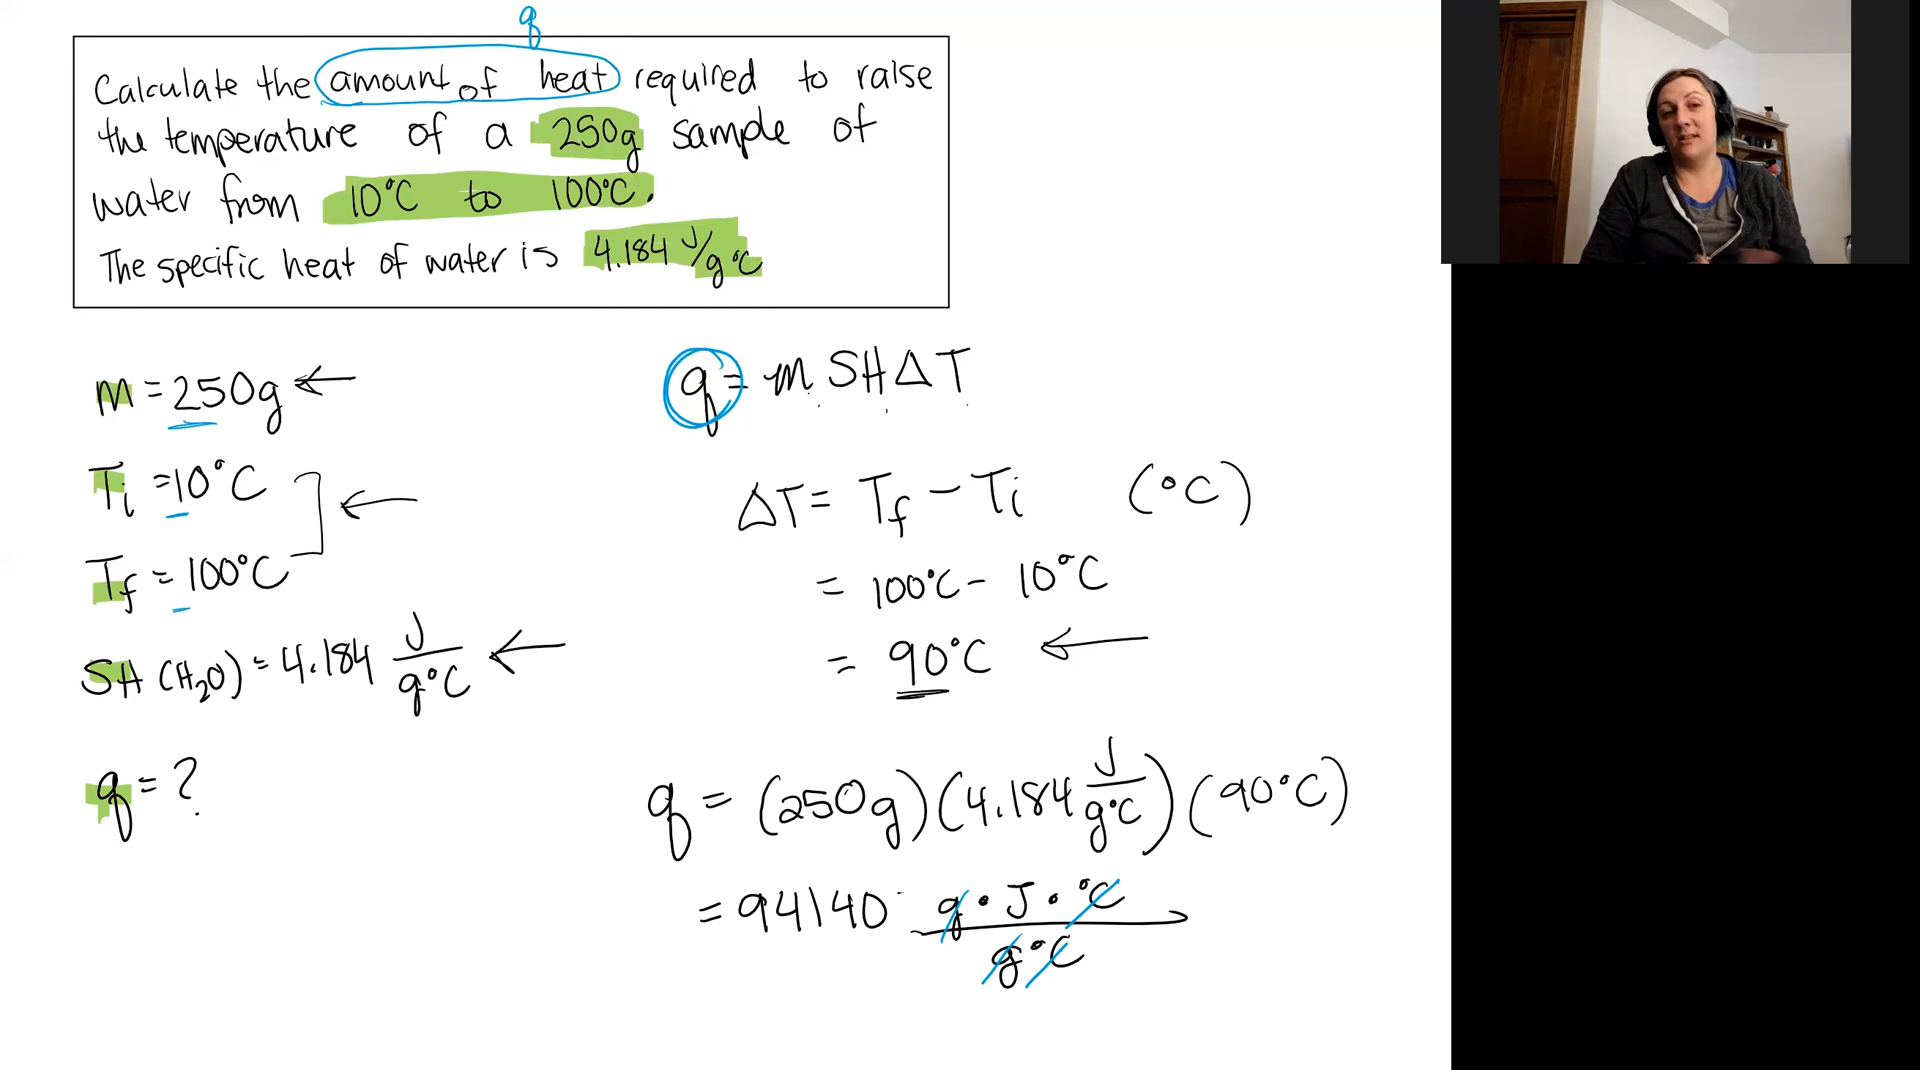 q
Calculate the amount of heat required to raise
the temperature of a 250g sample of
water from 10°C to 100°C.
The specific heat of water is 4.184 J/g°C
m = 250g ←
Ti = 10°C
Tf = 100°C
←
SH (H₂O) = 4.184 J/g°C ←
q = ?
q = m SH Δ T
ΔT = Tf − Ti (°C)
= 100°C − 10°C
= 90°C ←
q = (250g)(4.184 J/g°C)(90°C)
= 94140 g · J · °C
g°C